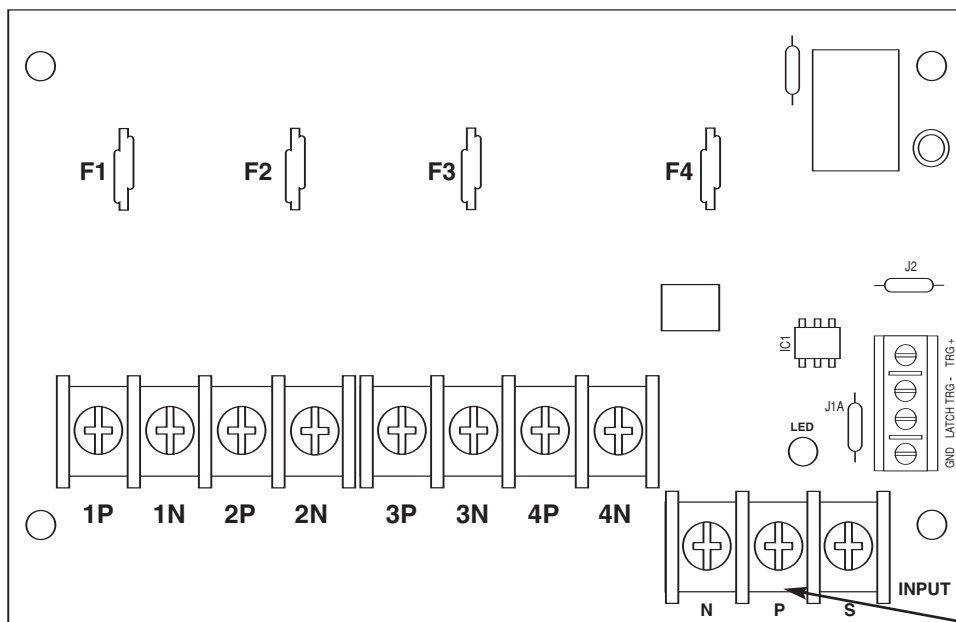 F1 F2 F3 F4
J2
IC1
TRG +
TRG -
LATCH
GND
J1A
LED
1P 1N 2P 2N 3P 3N 4P 4N
INPUT
N P S